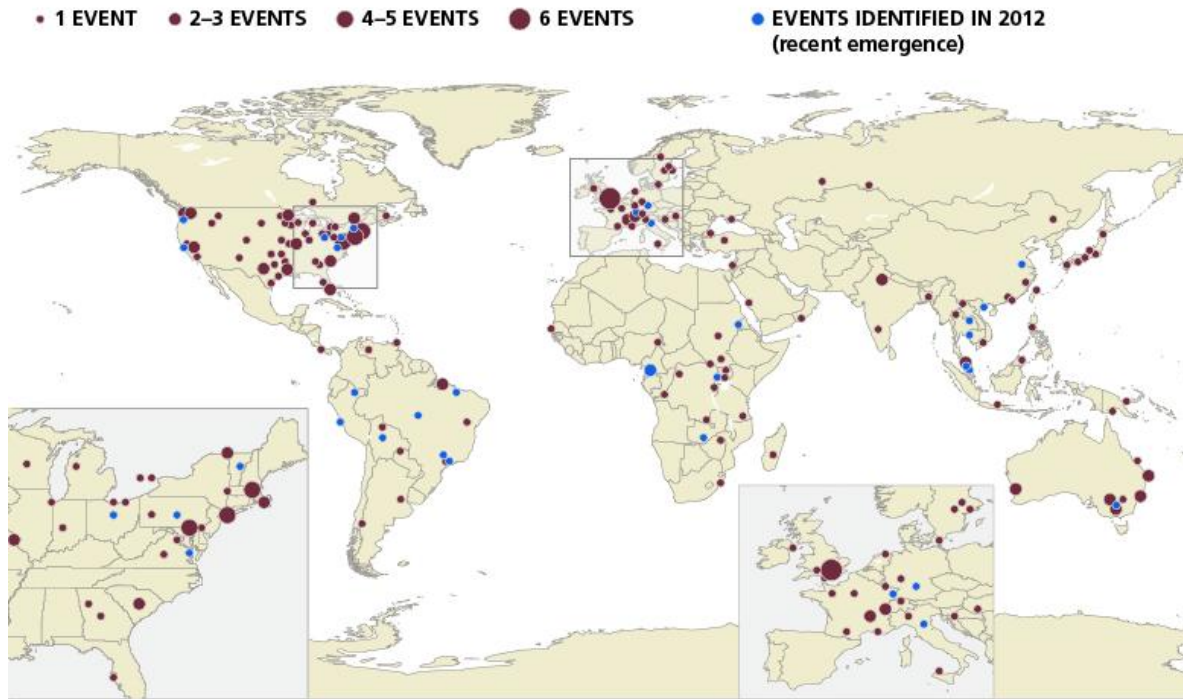 1 EVENT 2–3 EVENTS 4–5 EVENTS 6 EVENTS EVENTS IDENTIFIED IN 2012
(recent emergence)